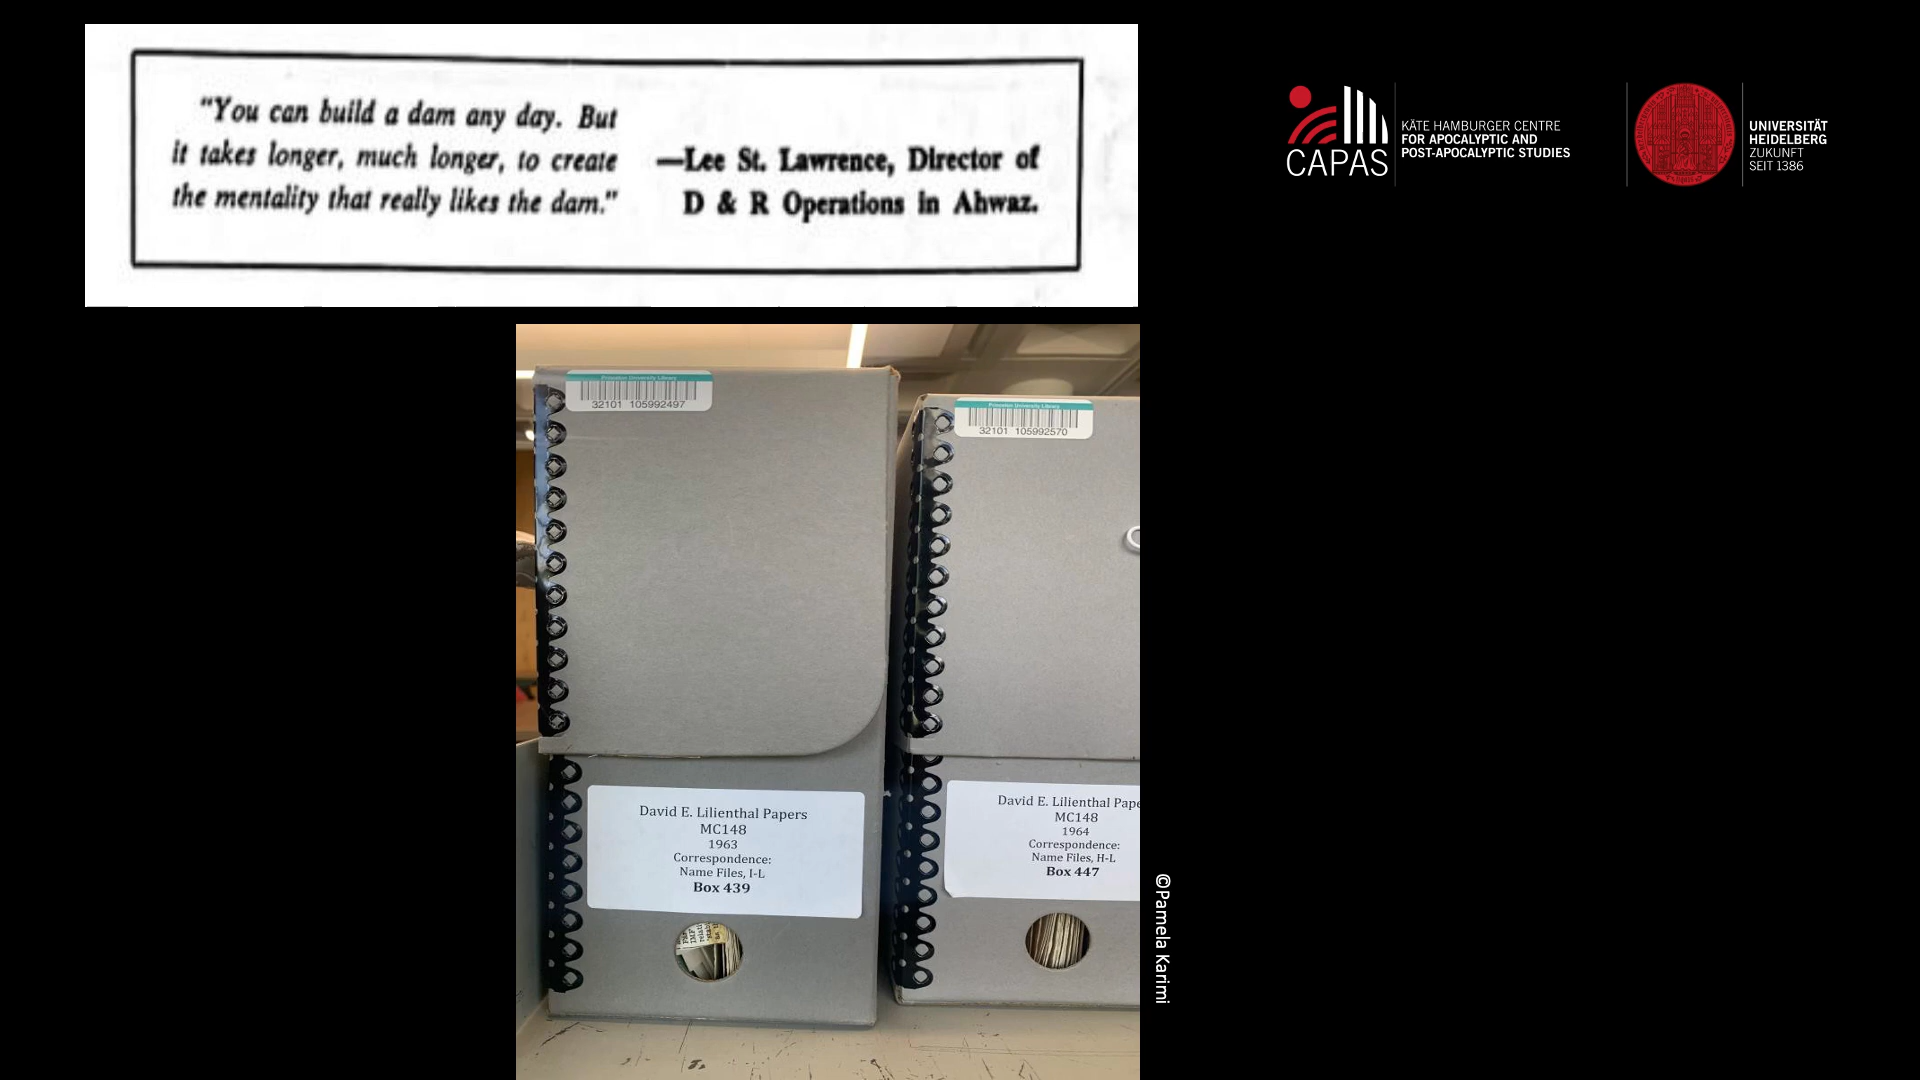 "You can build a dam any day. But
it takes longer, much longer, to create
the mentality that really likes the dam."
—Lee St. Lawrence, Director of
D & R Operations in Ahwaz.
CAPAS
KÄTE HAMBURGER CENTRE
FOR APOCALYPTIC AND
POST-APOCALYPTIC STUDIES
UNIVERSITÄT
HEIDELBERG
ZUKUNFT
SEIT 1386
Princeton University Library
32101 105992497
Princeton University Library
32101 105992570
David E. Lilienthal Papers
MC148
1963
Correspondence:
Name Files, I-L
Box 439
David E. Lilienthal Pape
MC148
1964
Correspondence:
Name Files, H-L
Box 447
©Pamela Karimi